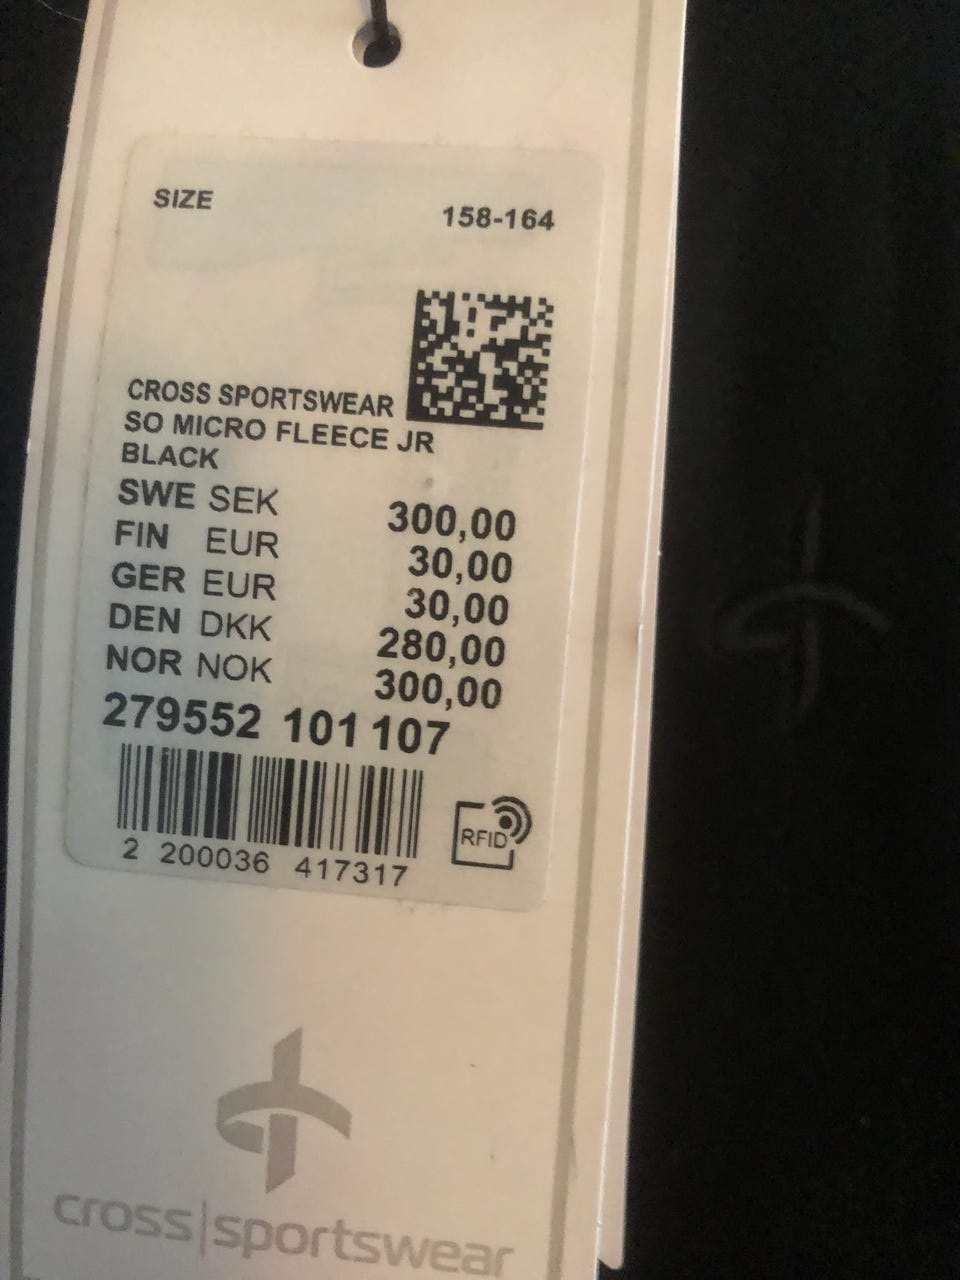 SIZE 158-164
CROSS SPORTSWEAR
SO MICRO FLEECE JR
BLACK
SWE SEK 300,00
FIN EUR 30,00
GER EUR 30,00
DEN DKK 280,00
NOR NOK 300,00
279552 101 107
2 200036 417317
RFID
cross|sportswear